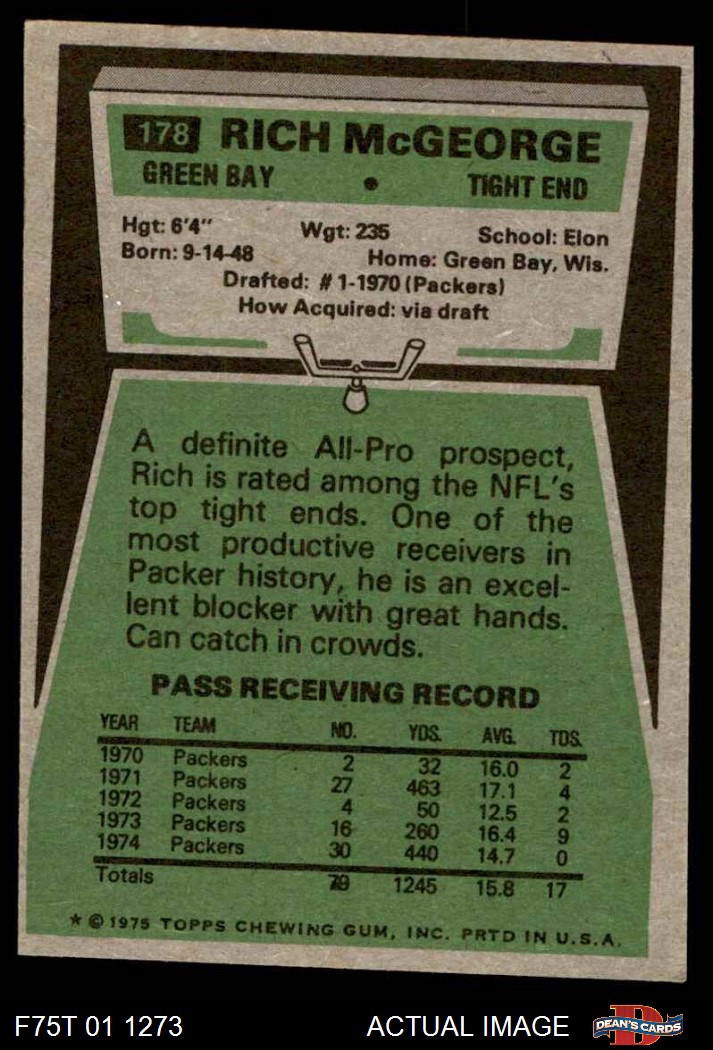 178 RICH McGEORGE
GREEN BAY • TIGHT END
Hgt: 6'4" Wgt: 235 School: Elon
Born: 9-14-48 Home: Green Bay, Wis.
Drafted: #1-1970 (Packers)
How Acquired: via draft
A definite All-Pro prospect,
Rich is rated among the NFL's
top tight ends. One of the
most productive receivers in
Packer history, he is an excel-
lent blocker with great hands.
Can catch in crowds.
PASS RECEIVING RECORD
YEAR TEAM NO. YDS. AVG. TDS.
1970 Packers 2 32 16.0 2
1971 Packers 27 463 17.1 4
1972 Packers 4 50 12.5 2
1973 Packers 16 260 16.4 9
1974 Packers 30 440 14.7 0
Totals 79 1245 15.8 17
* © 1975 TOPPS CHEWING GUM, INC. PRTD IN U.S.A.
F75T 01 1273 ACTUAL IMAGE D DEAN'S CARDS